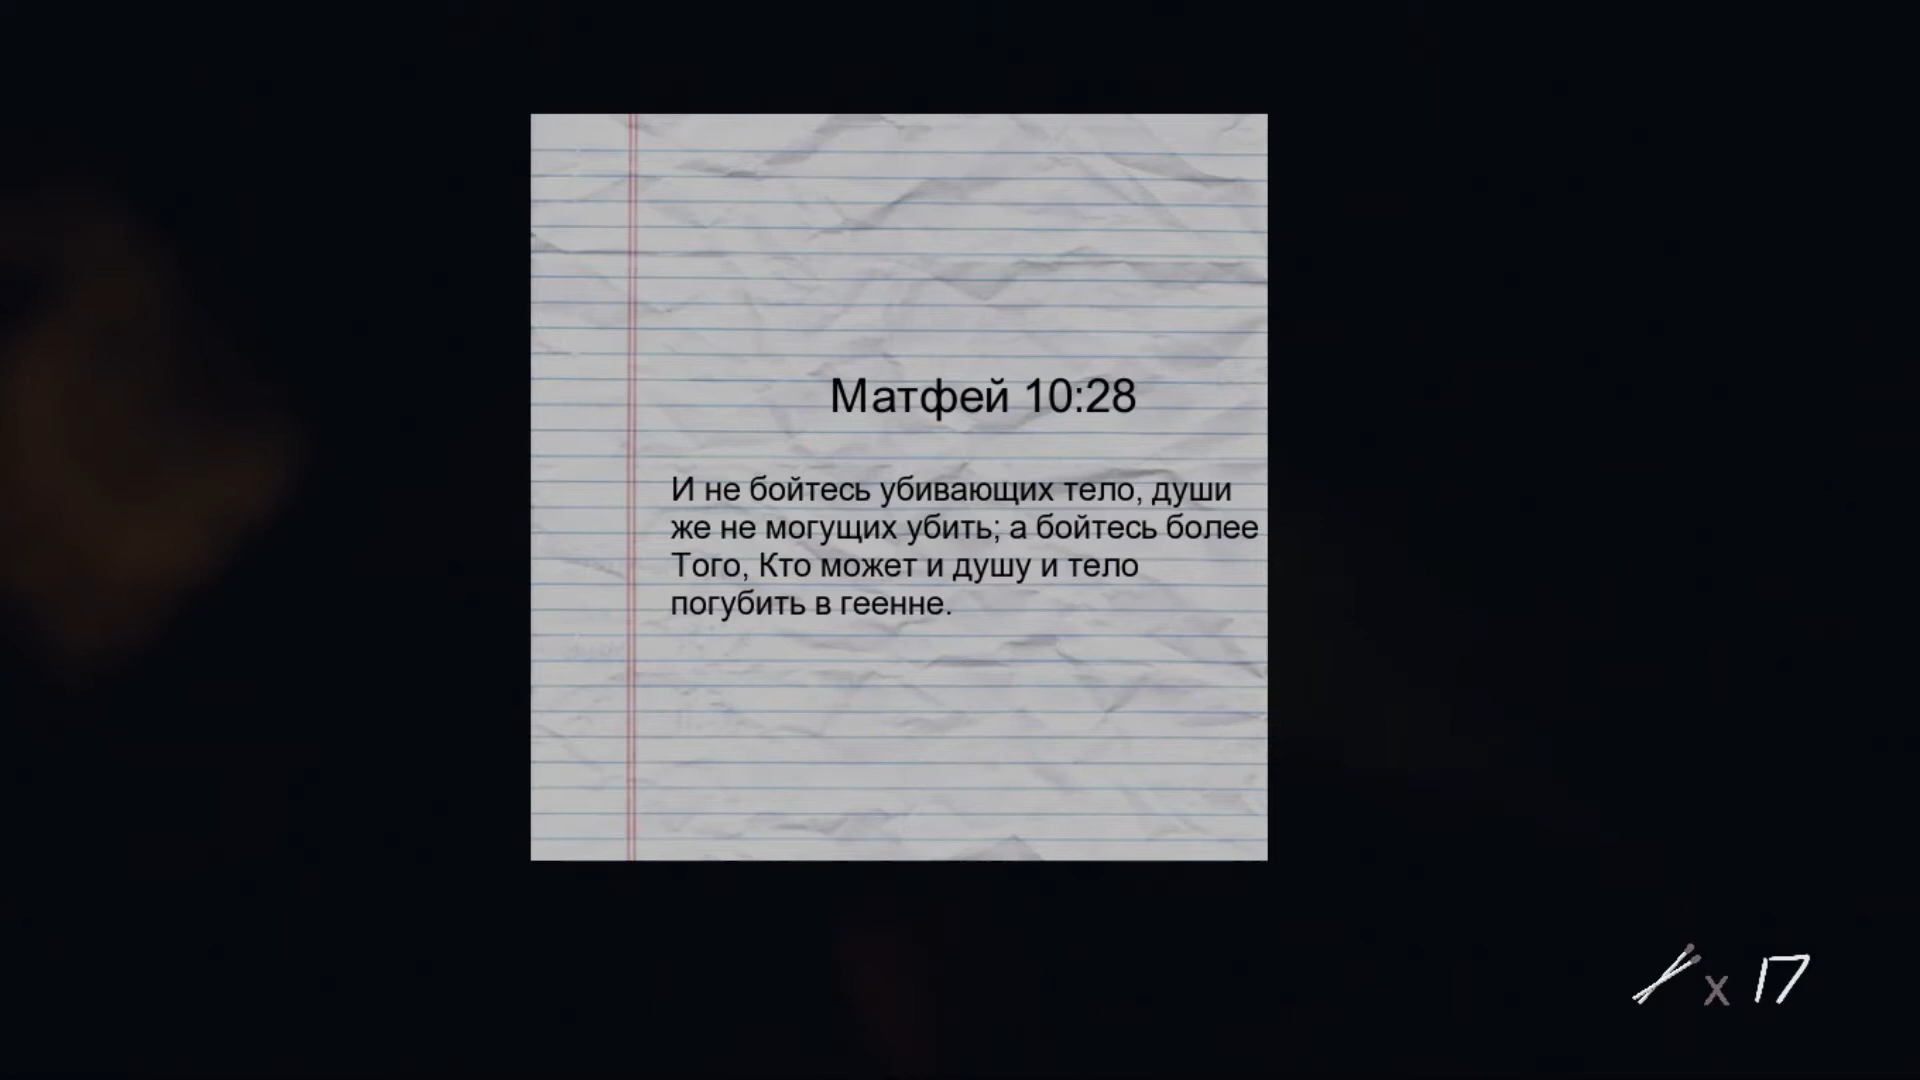 Матфей 10:28
И не бойтесь убивающих тело, души
же не могущих убить; а бойтесь более
Того, Кто может и душу и тело
погубить в геенне.
x 17